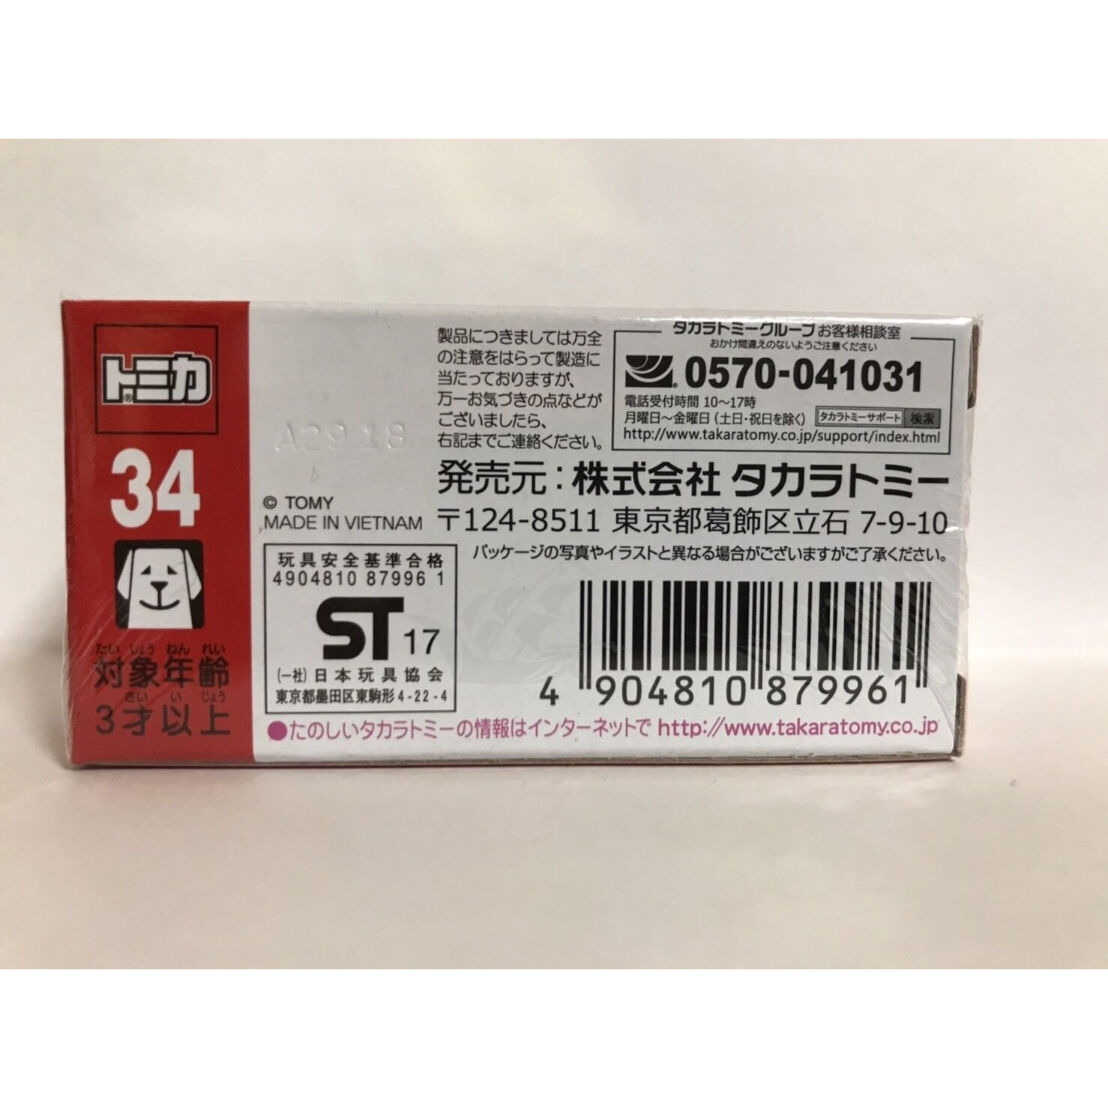 トミカ
®
34
たいしょうねんれい
対象年齢
さいいじょう
3才以上
A29 18
© TOMY
MADE IN VIETNAM
玩具安全基準合格
4904810 87996 1
ST 17
(一社)日本玩具協会
東京都墨田区東駒形4-22-4
製品につきましては万全
の注意をはらって製造に
当たっておりますが、
万一お気づきの点などが
ございましたら、
右記までご連絡ください。
タカラトミーグループお客様相談室
おかけ間違えのないようご注意ください
0570-041031
電話受付時間 10〜17時
月曜日〜金曜日(土日・祝日を除く) タカラトミーサポート 検索
http://www.takaratomy.co.jp/support/index.html
発売元:株式会社 タカラトミー
〒124-8511 東京都葛飾区立石 7-9-10
パッケージの写真やイラストと異なる場合がございますがご了承ください。
4 904810 879961
●たのしいタカラトミーの情報はインターネットで http://www.takaratomy.co.jp